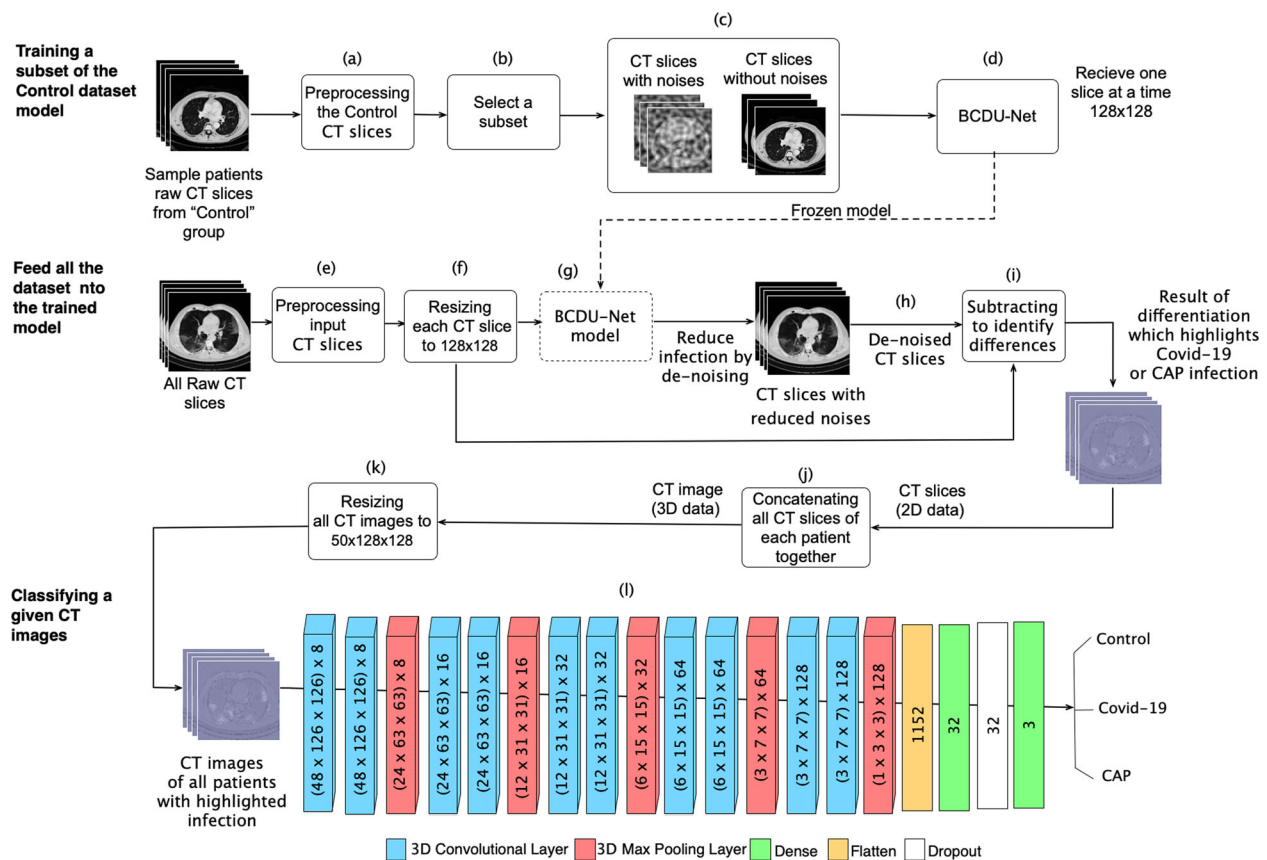 Training a
subset of the
Control dataset
model
Sample patients
raw CT slices
from “Control”
group
(a)
Preprocessing
the Control
CT slices
(b)
Select a
subset
(c)
CT slices
with noises
CT slices
without noises
(d)
BCDU-Net
Recieve one
slice at a time
128x128
Frozen model
Feed all the
dataset nto
the trained
model
All Raw CT
slices
(e)
Preprocessing
input
CT slices
(f)
Resizing
each CT slice
to 128x128
(g)
BCDU-Net
model
Reduce
infection by
de-noising
CT slices with
reduced noises
(h)
De-noised
CT slices
(i)
Subtracting
to identify
differences
Result of
differentiation
which highlights
Covid-19
or CAP infection
CT slices
(2D data)
(j)
Concatenating
all CT slices of
each patient
together
CT image
(3D data)
(k)
Resizing
all CT images to
50x128x128
Classifying a
given CT
images
CT images
of all patients
with highlighted
infection
(l)
(48 x 126 x 126) x 8
(48 x 126 x 126) x 8
(24 x 63 x 63) x 8
(24 x 63 x 63) x 16
(24 x 63 x 63) x 16
(12 x 31 x 31) x 16
(12 x 31 x 31) x 32
(12 x 31 x 31) x 32
(6 x 15 x 15) x 32
(6 x 15 x 15) x 64
(6 x 15 x 15) x 64
(3 x 7 x 7) x 64
(3 x 7 x 7) x 128
(3 x 7 x 7) x 128
(1 x 3 x 3) x 128
1152
32
32
3
Control
Covid-19
CAP
3D Convolutional Layer
3D Max Pooling Layer
Dense
Flatten
Dropout